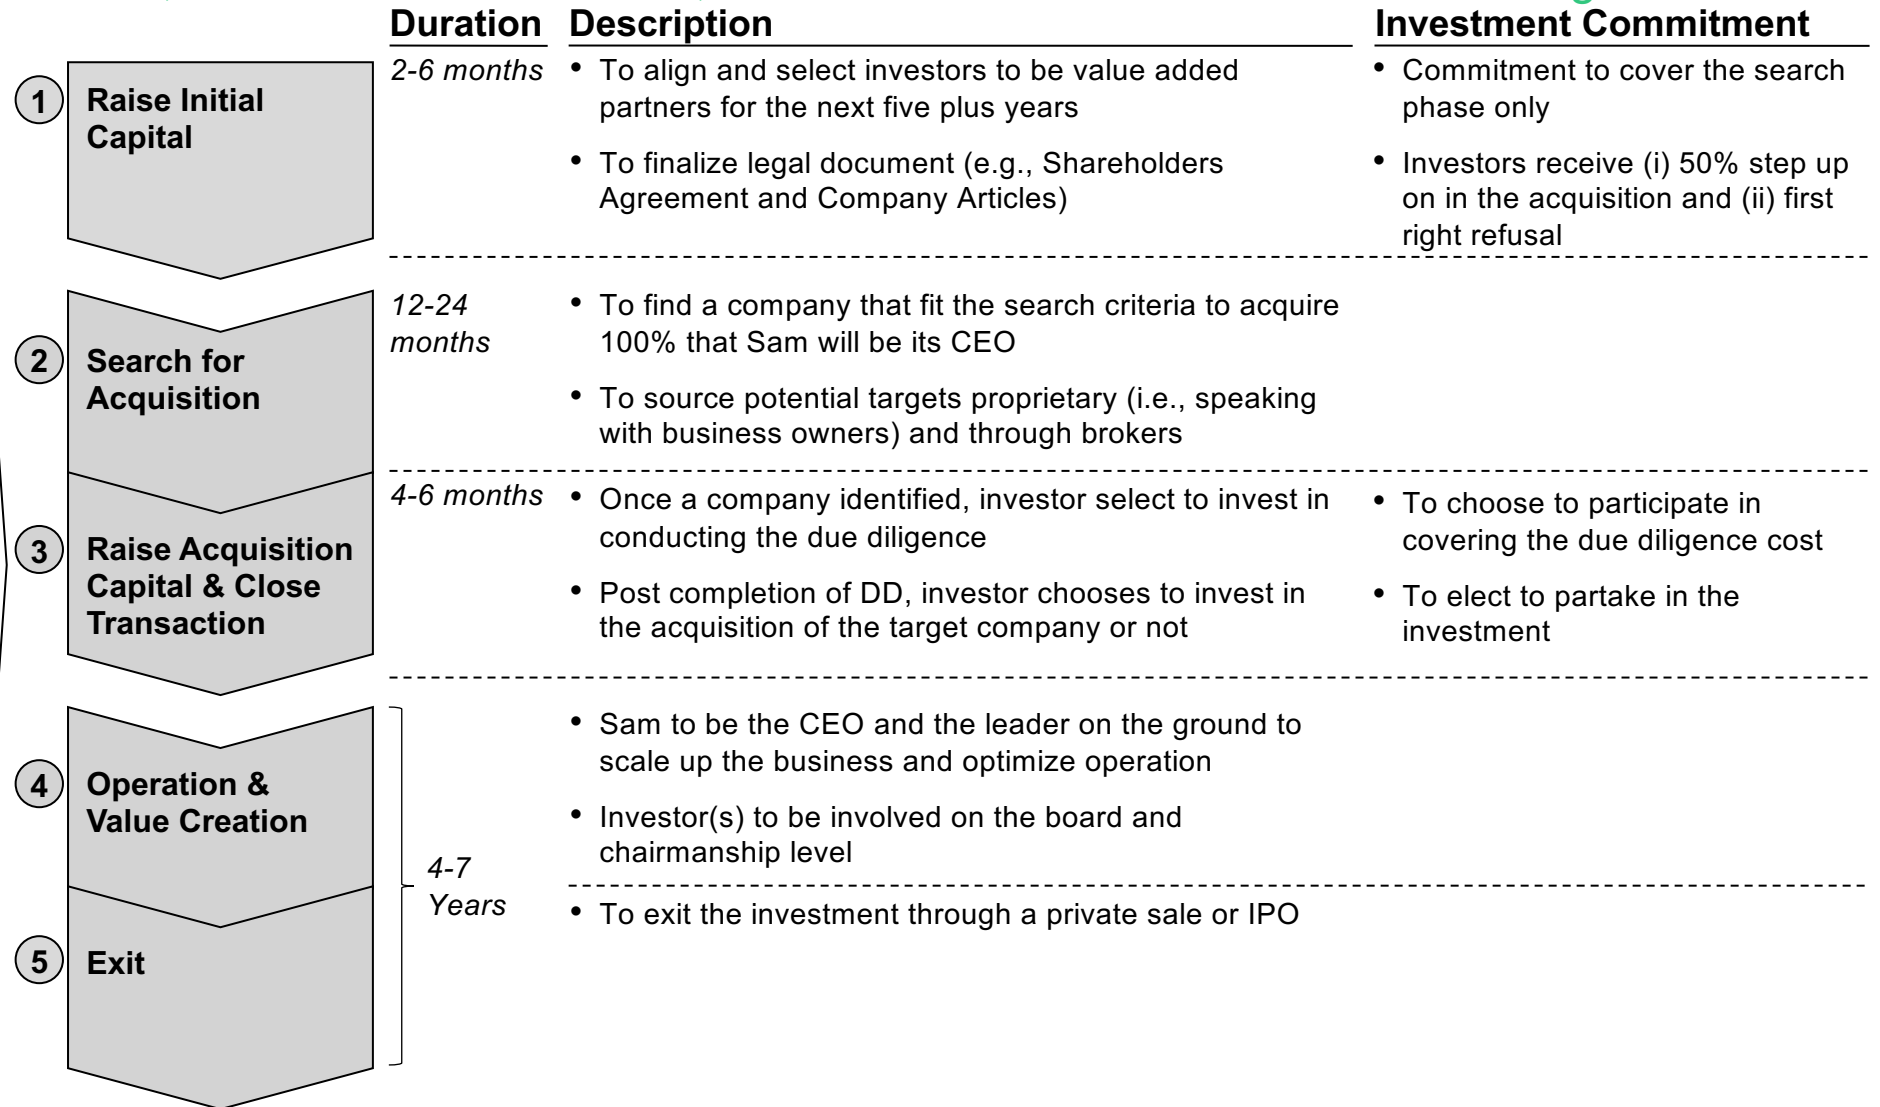 Duration Description Investment Commitment
1 Raise Initial
Capital
2-6 months
• To align and select investors to be value added
partners for the next five plus years
• To finalize legal document (e.g., Shareholders
Agreement and Company Articles)
• Commitment to cover the search
phase only
• Investors receive (i) 50% step up
on in the acquisition and (ii) first
right refusal
2 Search for
Acquisition
12-24
months
• To find a company that fit the search criteria to acquire
100% that Sam will be its CEO
• To source potential targets proprietary (i.e., speaking
with business owners) and through brokers
3 Raise Acquisition
Capital & Close
Transaction
4-6 months
• Once a company identified, investor select to invest in
conducting the due diligence
• Post completion of DD, investor chooses to invest in
the acquisition of the target company or not
• To choose to participate in
covering the due diligence cost
• To elect to partake in the
investment
4 Operation &
Value Creation
4-7
Years
• Sam to be the CEO and the leader on the ground to
scale up the business and optimize operation
• Investor(s) to be involved on the board and
chairmanship level
5 Exit
• To exit the investment through a private sale or IPO